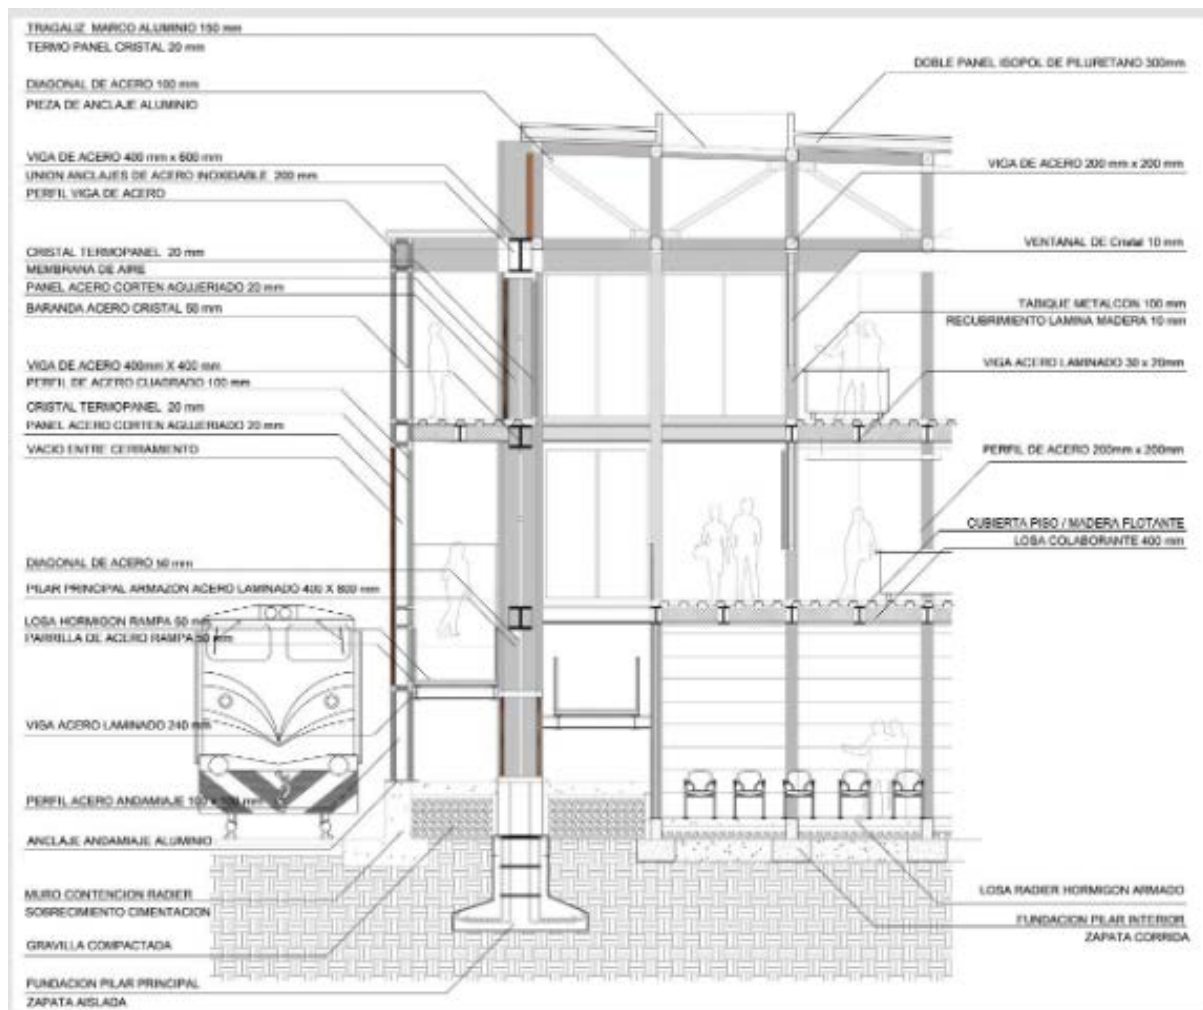 TRAGALIZ MARCO ALUMINIO 150 mm
TERMO PANEL CRISTAL 20 mm
DIAGONAL DE ACERO 100 mm
PIEZA DE ANCLAJE ALUMINIO
VIGA DE ACERO 400 mm x 600 mm
UNION ANCLAJES DE ACERO INOXIDABLE 200 mm
PERFIL VIGA DE ACERO
CRISTAL TERMOPANEL 20 mm
MEMBRANA DE AIRE
PANEL ACERO CORTEN AGUJERIADO 20 mm
BARANDA ACERO CRISTAL 50 mm
VIGA DE ACERO 400mm X 400 mm
PERFIL DE ACERO CUADRADO 100 mm
CRISTAL TERMOPANEL 20 mm
PANEL ACERO CORTEN AGUJERIADO 20 mm
VACIO ENTRE CERRAMIENTO
DIAGONAL DE ACERO 50 mm
PILAR PRINCIPAL ARMAZON ACERO LAMINADO 400 X 800 mm
LOSA HORMIGON RAMPA 50 mm
PARRILLA DE ACERO RAMPA 50 mm
VIGA ACERO LAMINADO 240 mm
PERFIL ACERO ANDAMIAJE 100 x mm
ANCLAJE ANDAMIAJE ALUMINIO
MURO CONTENCION RADIER
SOBRECIMIENTO CIMENTACION
GRAVILLA COMPACTADA
FUNDACION PILAR PRINCIPAL
ZAPATA AISLADA
DOBLE PANEL ISOPOL DE PILURETANO 300mm
VIGA DE ACERO 200 mm x 200 mm
VENTANAL DE Cristal 10 mm
TABIQUE METALCON 100 mm
RECUBRIMIENTO LAMINA MADERA 10 mm
VIGA ACERO LAMINADO 30 x 20mm
PERFIL DE ACERO 200mm x 200mm
CUBIERTA PISO / MADERA FLOTANTE
LOSA COLABORANTE 400 mm
LOSA RADIER HORMIGON ARMADO
FUNDACION PILAR INTERIOR
ZAPATA CORRIDA